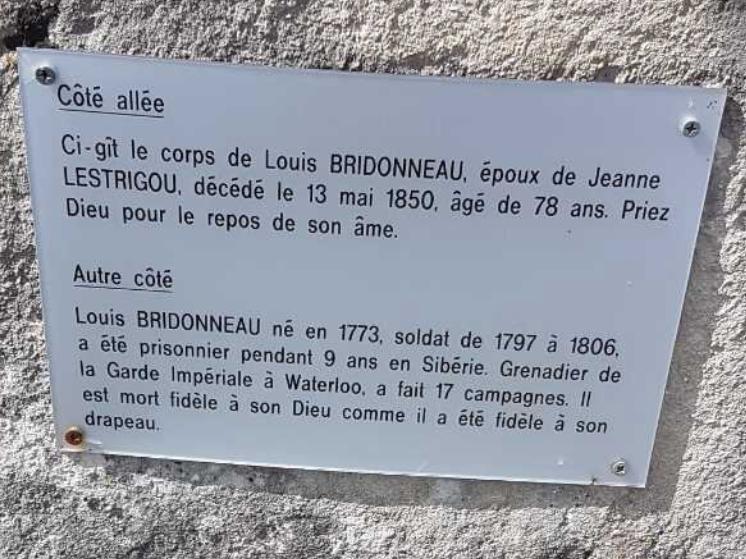 Côté allée
Ci-gît le corps de Louis BRIDONNEAU, époux de Jeanne
LESTRIGOU, décédé le 13 mai 1850, âgé de 78 ans. Priez
Dieu pour le repos de son âme.
Autre côté
Louis BRIDONNEAU né en 1773, soldat de 1797 à 1806,
a été prisonnier pendant 9 ans en Sibérie. Grenadier de
la Garde Impériale à Waterloo, a fait 17 campagnes. Il
est mort fidèle à son Dieu comme il a été fidèle à son
drapeau.